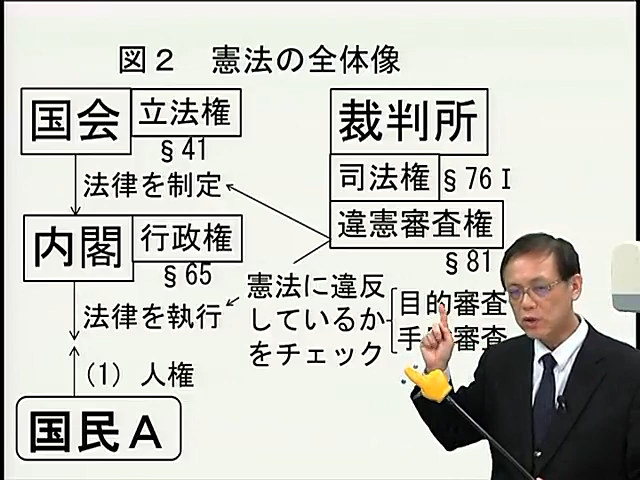 図2 憲法の全体像
国会
立法権
§41
法律を制定
内閣
行政権
§65
法律を執行
(1) 人権
国民A
裁判所
司法権
§76Ⅰ
違憲審査権
§81
憲法に違反
しているか
をチェック
目的審査
手段審査